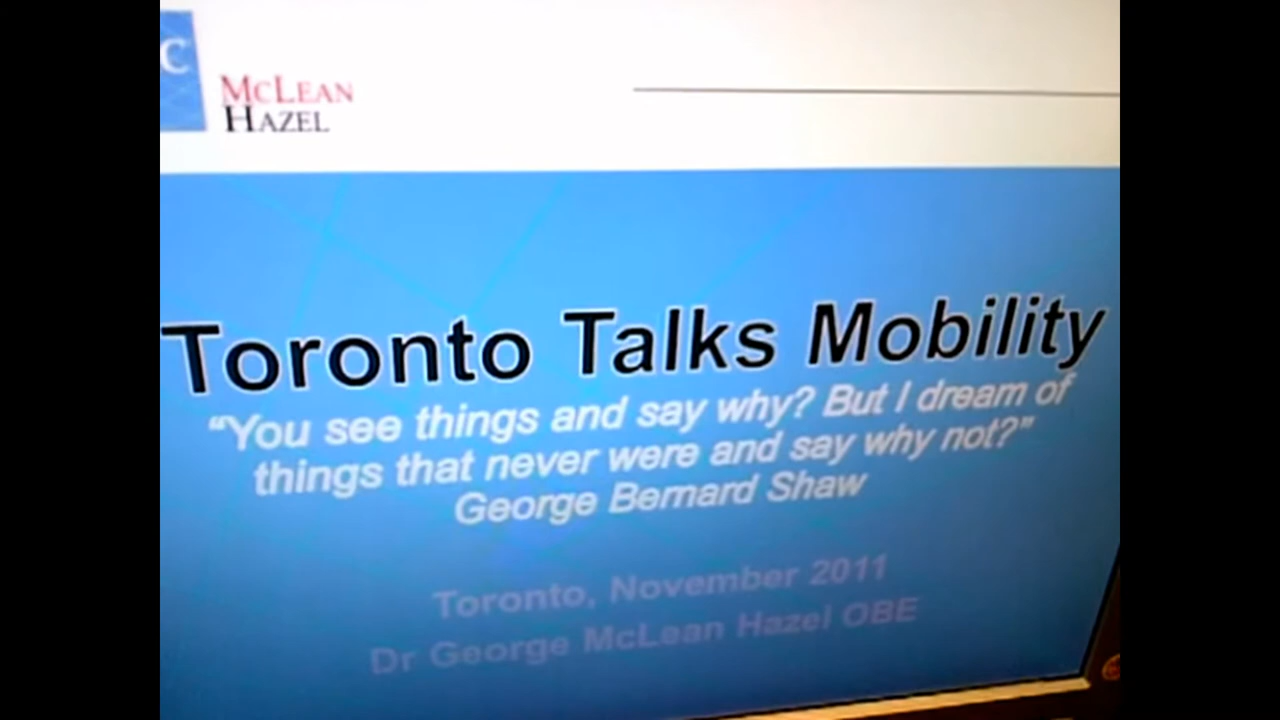 C
McLEAN
HAZEL
Toronto Talks Mobility
“You see things and say why? But I dream of
things that never were and say why not?”
George Bernard Shaw
Toronto, November 2011
Dr George McLean Hazel OBE